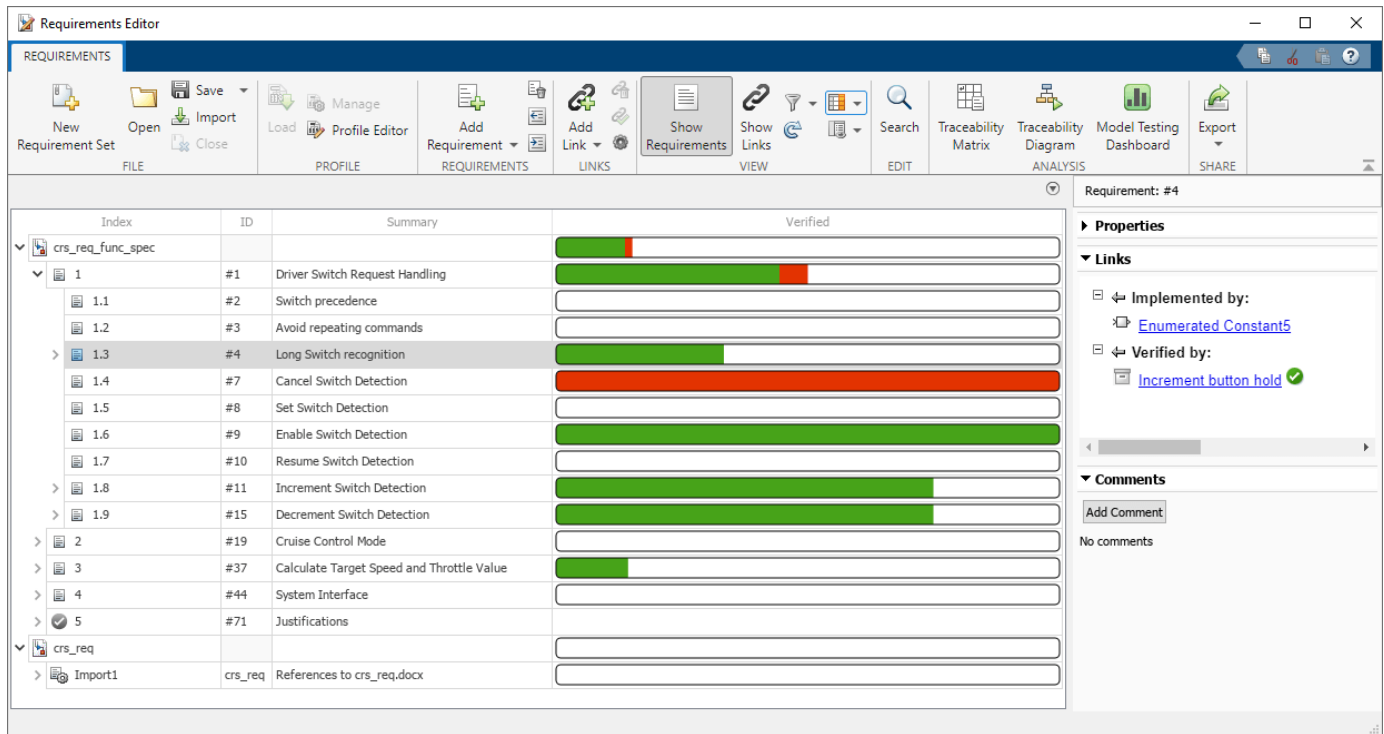 Requirements Editor
REQUIREMENTS
New Requirement Set
Open
Save
Import
Close
FILE
Load
Manage
Profile Editor
PROFILE
Add Requirement
REQUIREMENTS
Add Link
LINKS
Show Requirements
Show Links
VIEW
Search
EDIT
Traceability Matrix
Traceability Diagram
Model Testing Dashboard
ANALYSIS
Export
SHARE
Requirement: #4
Index ID Summary Verified
crs_req_func_spec
1 #1 Driver Switch Request Handling
1.1 #2 Switch precedence
1.2 #3 Avoid repeating commands
1.3 #4 Long Switch recognition
1.4 #7 Cancel Switch Detection
1.5 #8 Set Switch Detection
1.6 #9 Enable Switch Detection
1.7 #10 Resume Switch Detection
1.8 #11 Increment Switch Detection
1.9 #15 Decrement Switch Detection
2 #19 Cruise Control Mode
3 #37 Calculate Target Speed and Throttle Value
4 #44 System Interface
5 #71 Justifications
crs_req
Import1 crs_req References to crs_req.docx
Properties
Links
Implemented by:
Enumerated Constant5
Verified by:
Increment button hold
Comments
Add Comment
No comments